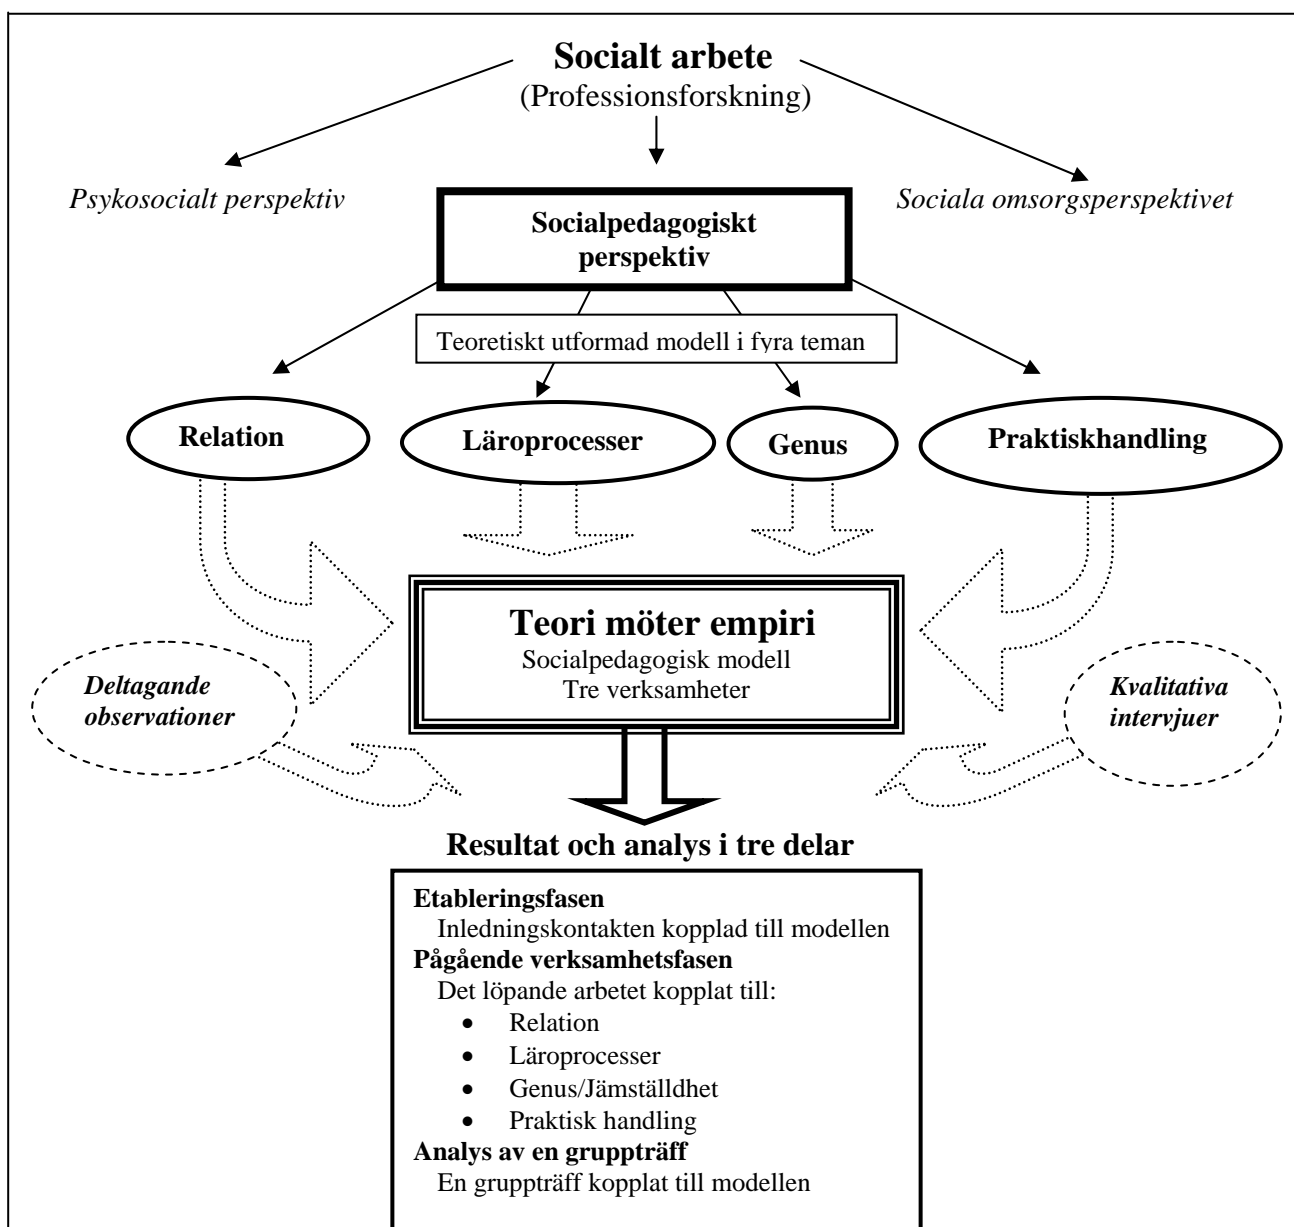 Socialt arbete
(Professionsforskning)
Psykosocialt perspektiv
Sociala omsorgsperspektivet
Socialpedagogiskt
perspektiv
Teoretiskt utformad modell i fyra teman
Relation
Läroprocesser
Genus
Praktiskhandling
Teori möter empiri
Socialpedagogisk modell
Tre verksamheter
Deltagande
observationer
Kvalitativa
intervjuer
Resultat och analys i tre delar
Etableringsfasen
Inledningskontakten kopplad till modellen
Pågående verksamhetsfasen
Det löpande arbetet kopplat till:
• Relation
• Läroprocesser
• Genus/Jämställdhet
• Praktisk handling
Analys av en gruppträff
En gruppträff kopplat till modellen